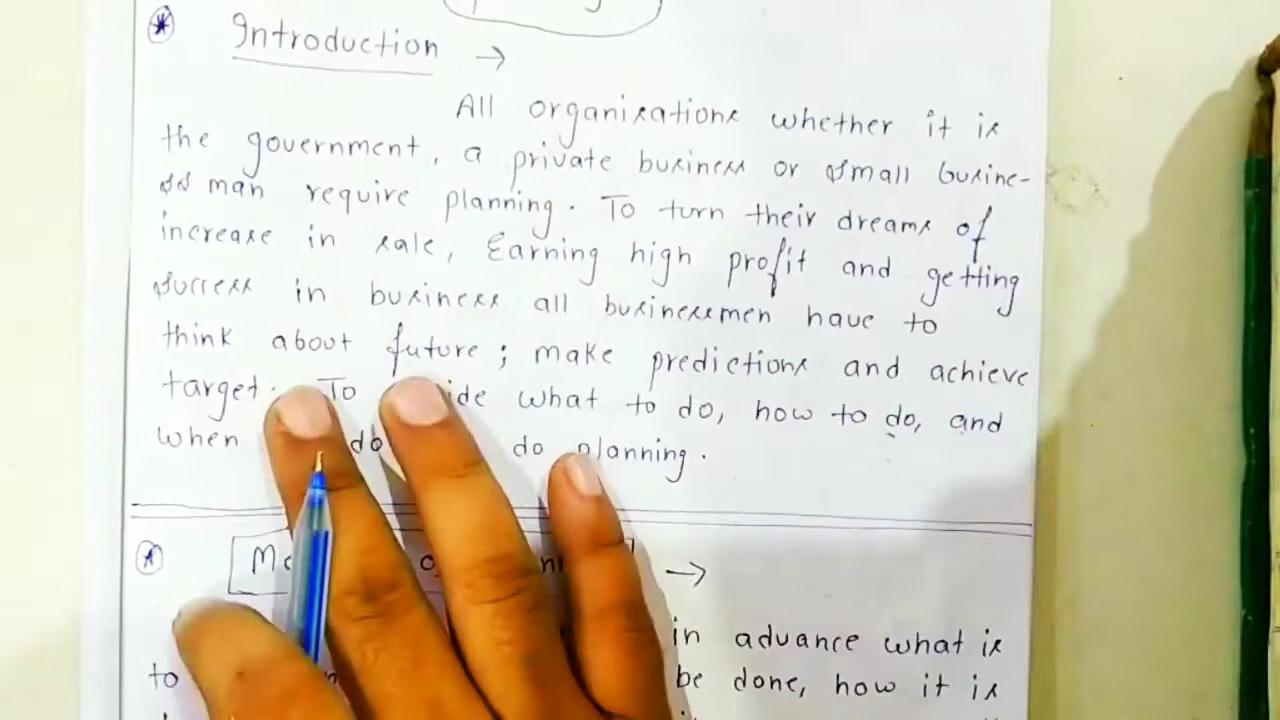 Introduction →
All organisations whether it is
the government, a private business or small busine-
ss man require planning. To turn their dreams of
increase in sale, Earning high profit and getting
success in business all businessmen have to
think about future; make predictions and achieve
target. To ide what to do, how to do, and
when do do planning.
→
in advance what is
to be done, how it is